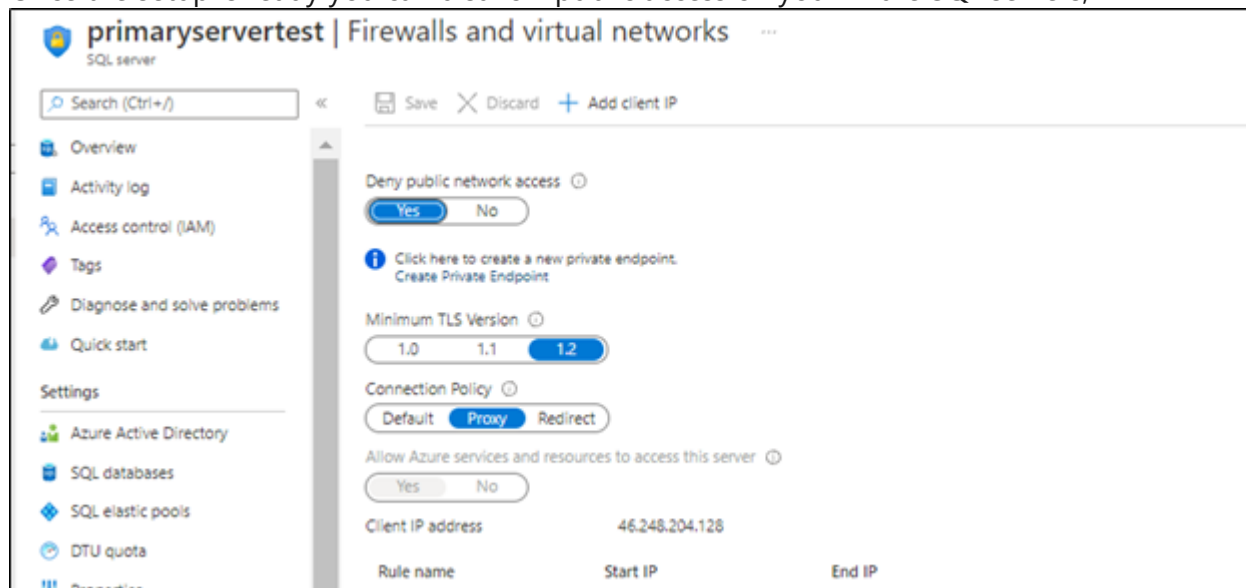 primaryservertest | Firewalls and virtual networks ...
SQL server
Search (Ctrl+/)
«
Save Discard + Add client IP
Overview
Activity log
Access control (IAM)
Tags
Diagnose and solve problems
Quick start
Settings
Azure Active Directory
SQL databases
SQL elastic pools
DTU quota
Deny public network access
Yes No
Click here to create a new private endpoint.
Create Private Endpoint
Minimum TLS Version
1.0 1.1 1.2
Connection Policy
Default Proxy Redirect
Allow Azure services and resources to access this server
Yes No
Client IP address 46.248.204.128
Rule name Start IP End IP